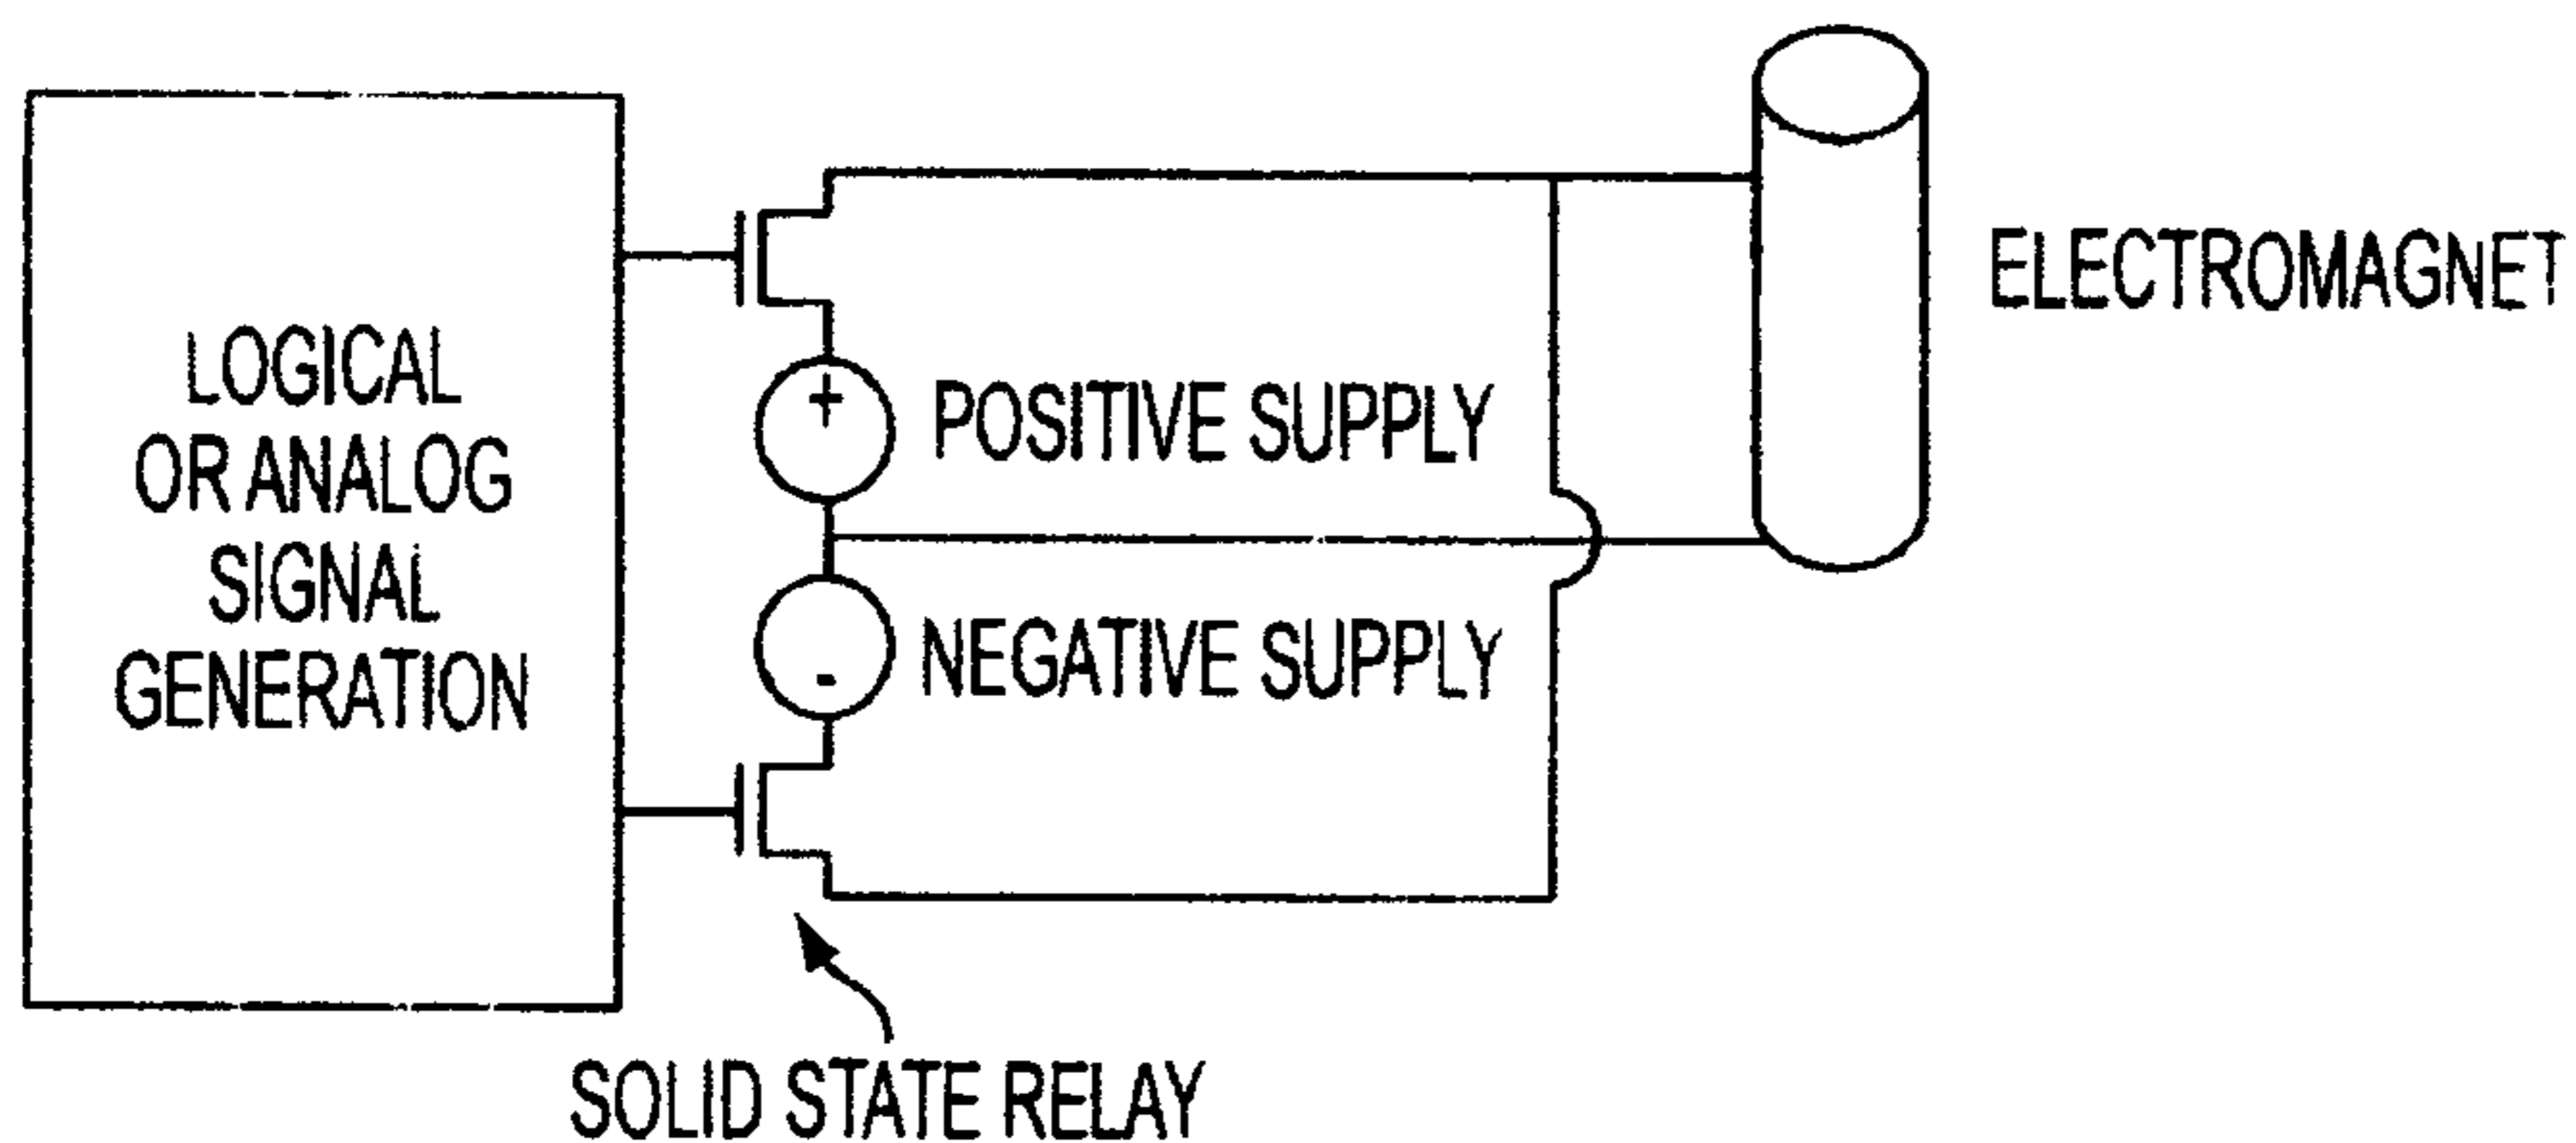 LOGICAL
OR ANALOG
SIGNAL
GENERATION
+
POSITIVE SUPPLY
-
NEGATIVE SUPPLY
ELECTROMAGNET
SOLID STATE RELAY